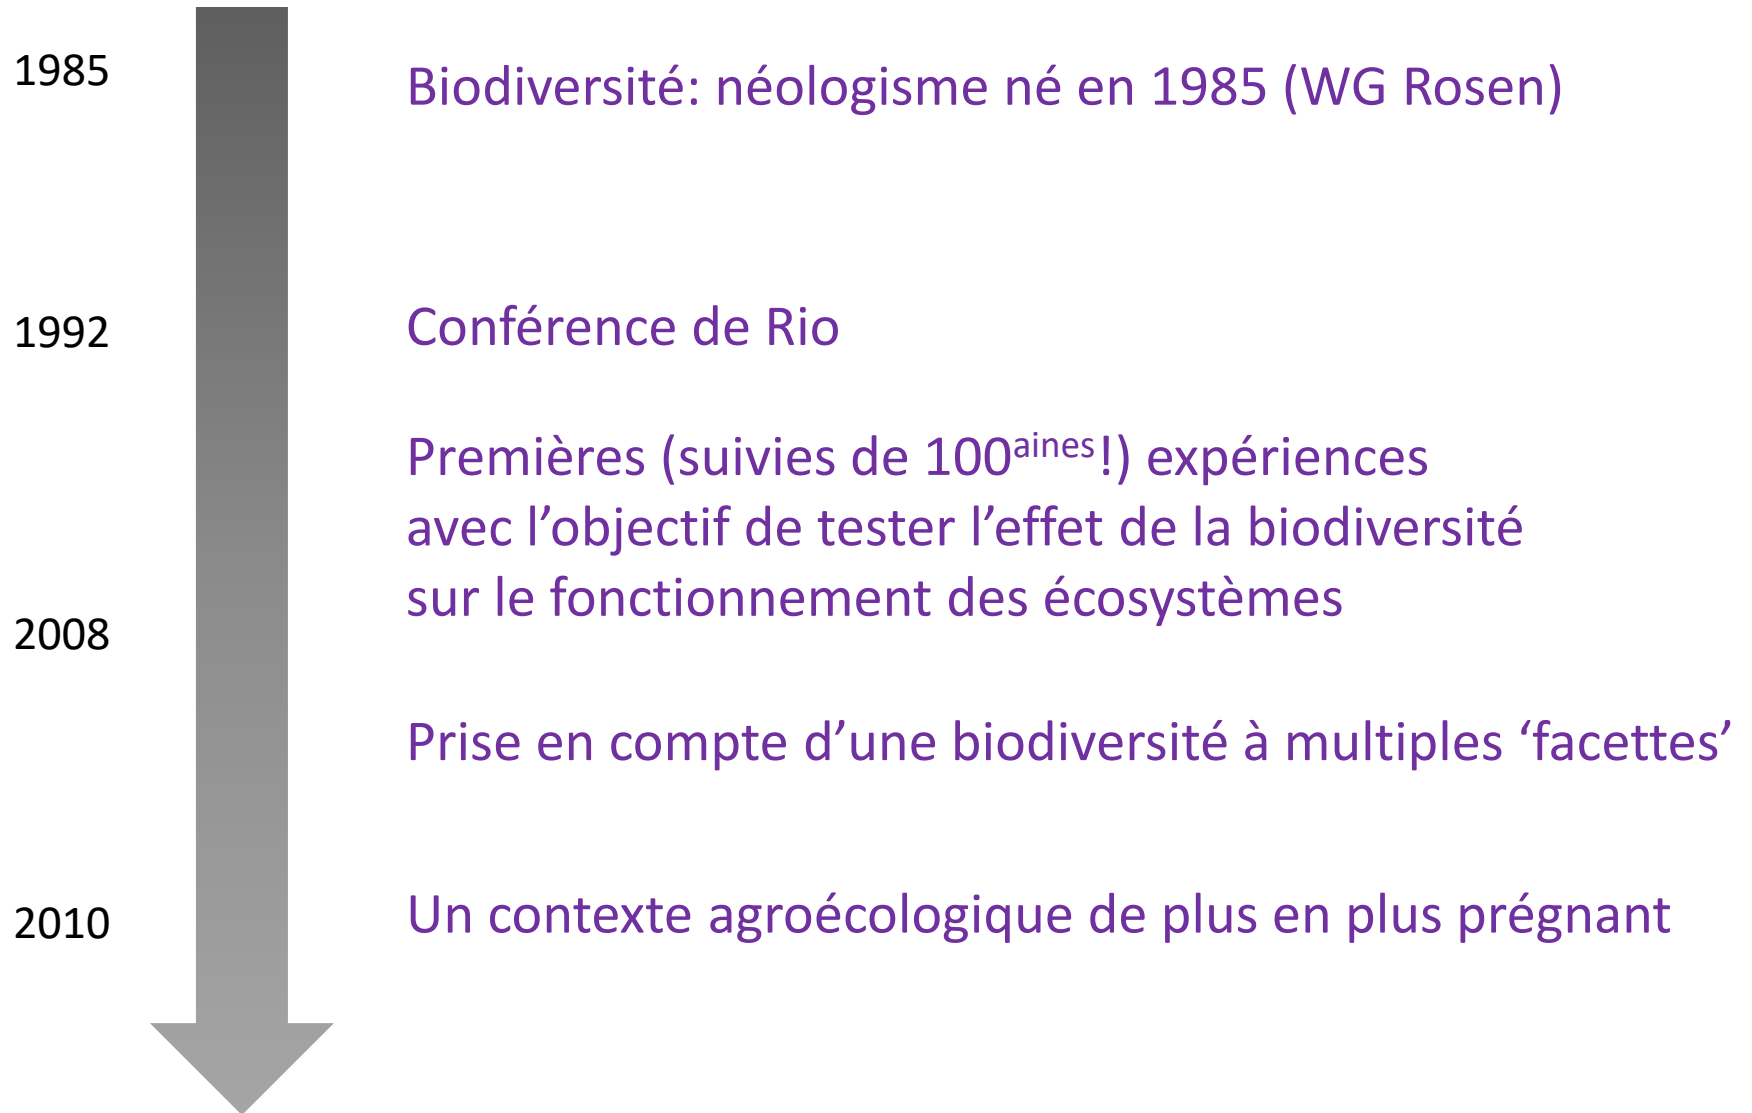 1985
Biodiversité: néologisme né en 1985 (WG Rosen)
1992
Conférence de Rio
Premières (suivies de 100aines!) expériences
avec l’objectif de tester l’effet de la biodiversité
sur le fonctionnement des écosystèmes
2008
Prise en compte d’une biodiversité à multiples ‘facettes’
2010
Un contexte agroécologique de plus en plus prégnant